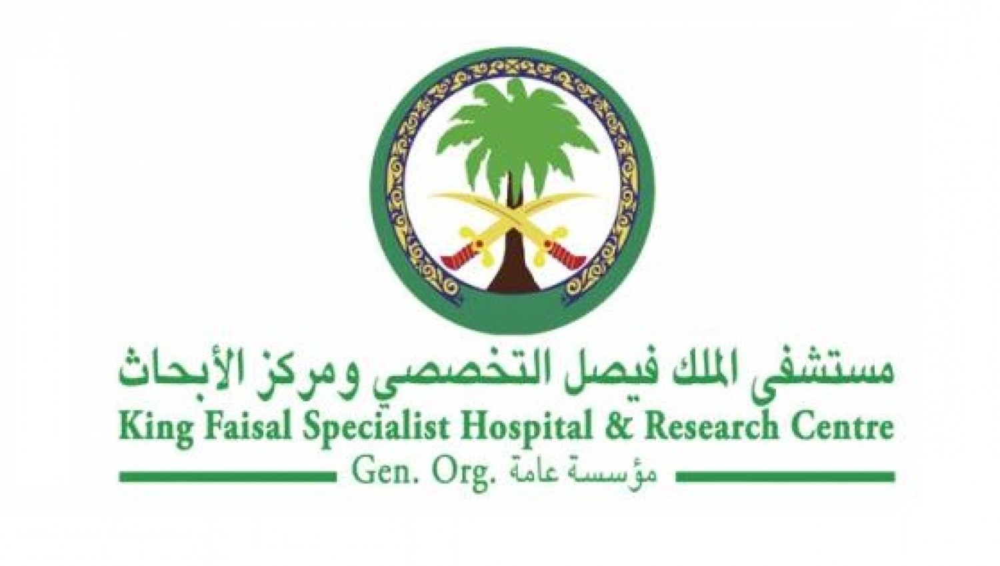 مستشفى الملك فيصل التخصصي ومركز الأبحاث
King Faisal Specialist Hospital & Research Centre
Gen. Org. مؤسسة عامة